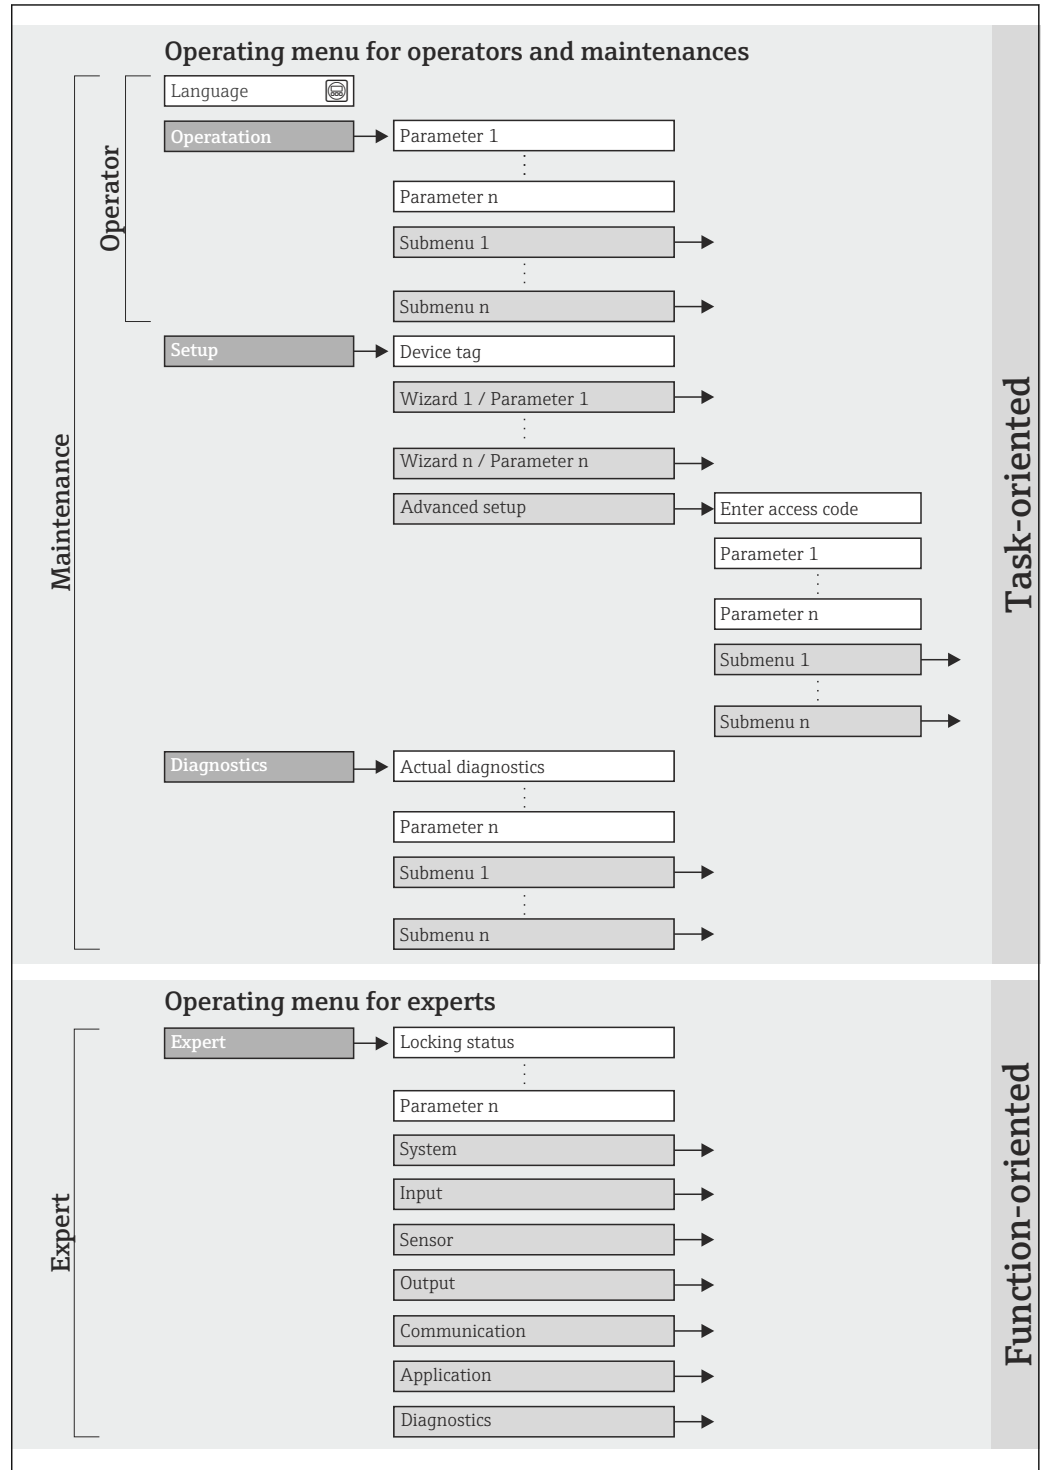 Operating menu for operators and maintenances
Language
Operatation
Parameter 1
Parameter n
Submenu 1
Submenu n
Operator
Setup
Device tag
Wizard 1 / Parameter 1
Wizard n / Parameter n
Advanced setup
Enter access code
Parameter 1
Parameter n
Submenu 1
Submenu n
Maintenance
Task-oriented
Diagnostics
Actual diagnostics
Parameter n
Submenu 1
Submenu n
Operating menu for experts
Expert
Locking status
Parameter n
System
Input
Sensor
Output
Communication
Application
Diagnostics
Expert
Function-oriented